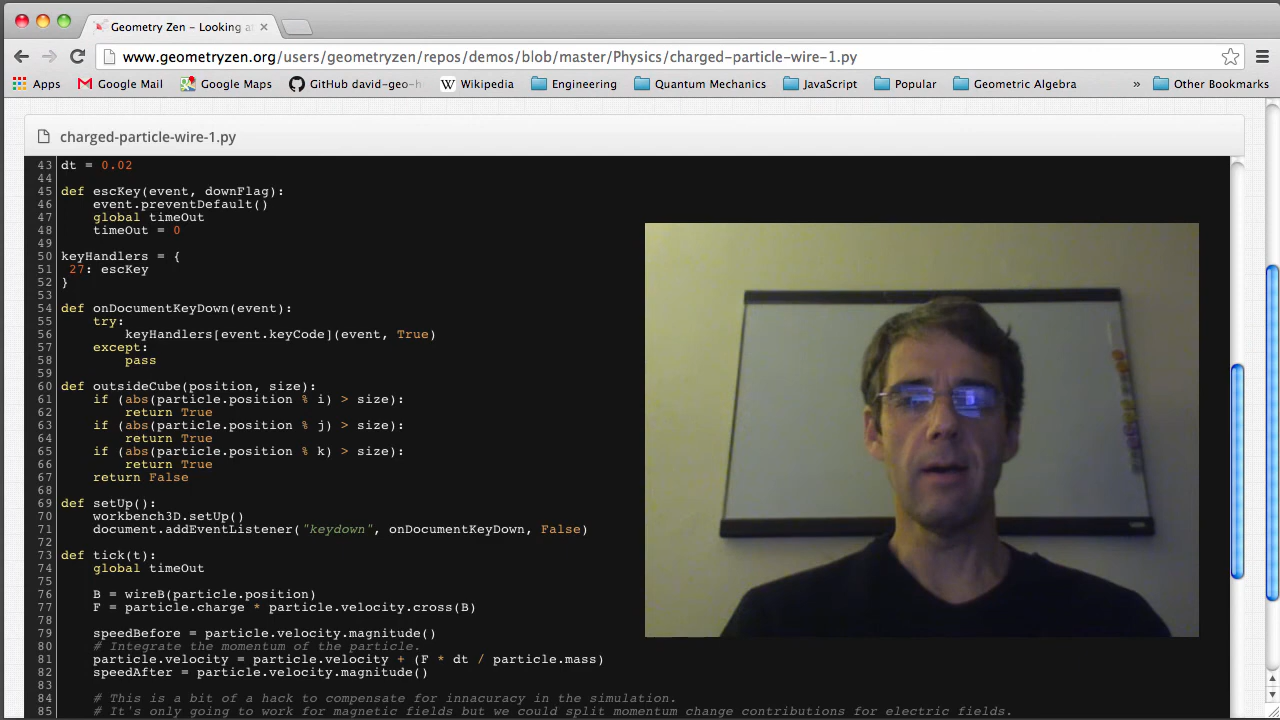 Geometry Zen – Looking a
www.geometryzen.org/users/geometryzen/repos/demos/blob/master/Physics/charged-particle-wire-1.py
Apps Google Mail Google Maps GitHub david-geo-h Wikipedia Engineering Quantum Mechanics JavaScript Popular Geometric Algebra » Other Bookmarks
charged-particle-wire-1.py
43 dt = 0.02
44
45 def escKey(event, downFlag):
46 event.preventDefault()
47 global timeOut
48 timeOut = 0
49
50 keyHandlers = {
51 27: escKey
52 }
53
54 def onDocumentKeyDown(event):
55 try:
56 keyHandlers[event.keyCode](event, True)
57 except:
58 pass
59
60 def outsideCube(position, size):
61 if (abs(particle.position % i) > size):
62 return True
63 if (abs(particle.position % j) > size):
64 return True
65 if (abs(particle.position % k) > size):
66 return True
67 return False
68
69 def setUp():
70 workbench3D.setUp()
71 document.addEventListener("keydown", onDocumentKeyDown, False)
72
73 def tick(t):
74 global timeOut
75
76 B = wireB(particle.position)
77 F = particle.charge * particle.velocity.cross(B)
78
79 speedBefore = particle.velocity.magnitude()
80 # Integrate the momentum of the particle.
81 particle.velocity = particle.velocity + (F * dt / particle.mass)
82 speedAfter = particle.velocity.magnitude()
83
84 # This is a bit of a hack to compensate for innacuracy in the simulation.
85 # It's only going to work for magnetic fields but we could split momentum change contributions for electric fields.